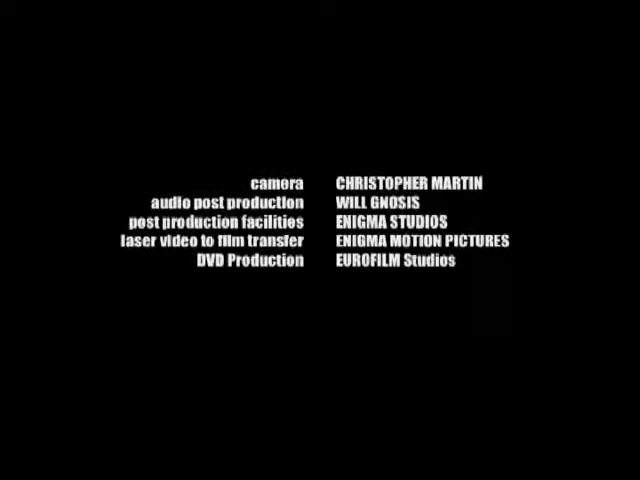 camera CHRISTOPHER MARTIN
audio post production WILL GNOSIS
post production facilities ENIGMA STUDIOS
laser video to film transfer ENIGMA MOTION PICTURES
DVD Production EUROFILM Studios